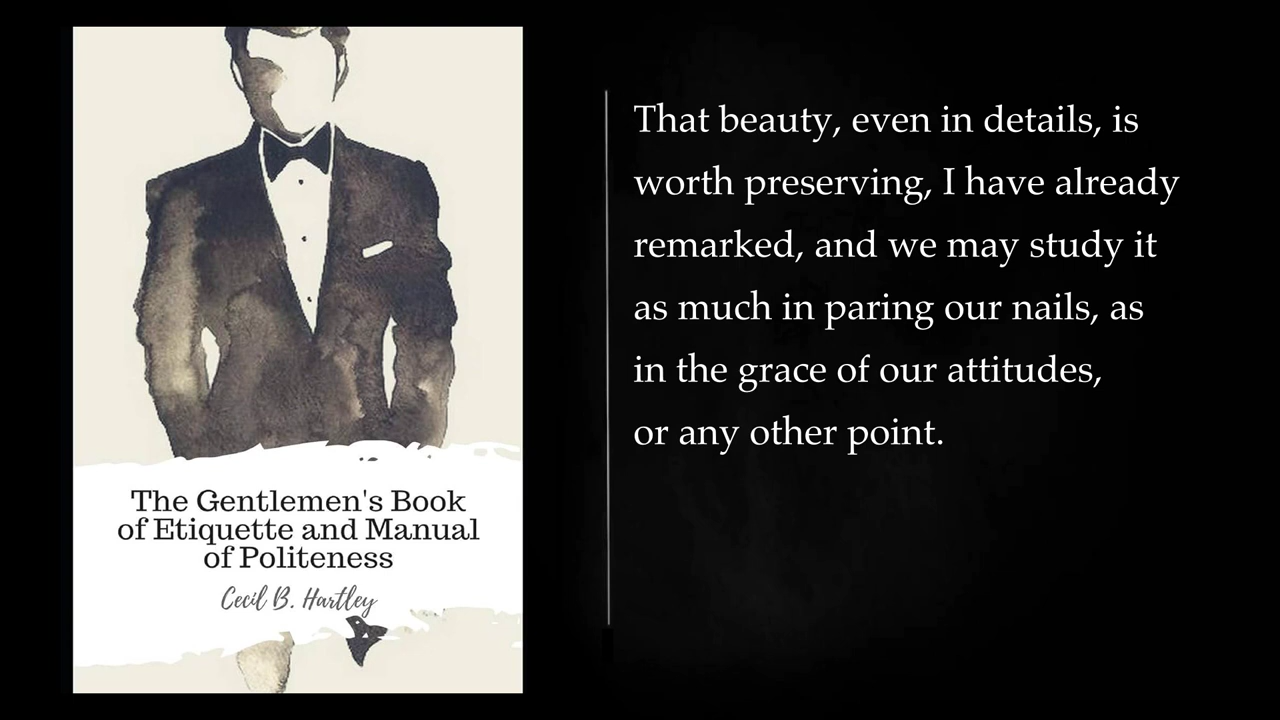 The Gentlemen's Book
of Etiquette and Manual
of Politeness
Cecil B. Hartley
That beauty, even in details, is
worth preserving, I have already
remarked, and we may study it
as much in paring our nails, as
in the grace of our attitudes,
or any other point.